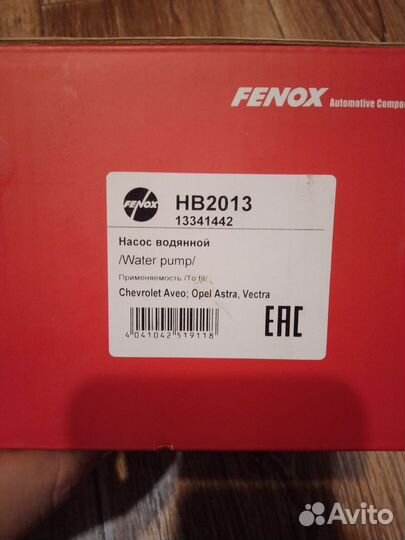 FENOX Automotive Compo
FENOX
HB2013
13341442
Насос водянной
/Water pump/
Применяемость /To fit/
Chevrolet Aveo; Opel Astra, Vectra
4 041042 519118
EAC
Avito